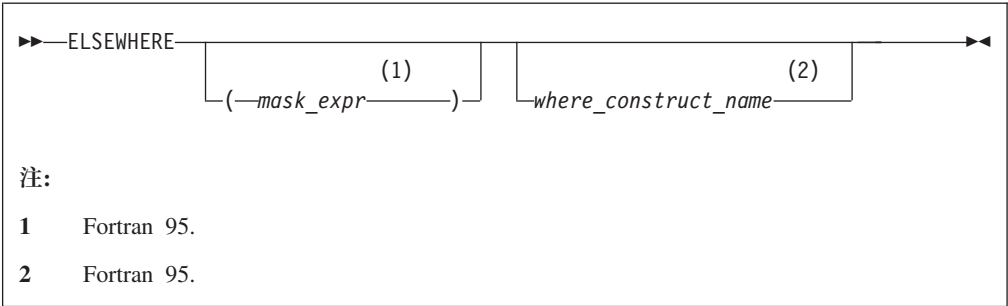 ELSEWHERE
(1) (2)
( mask_expr ) where_construct_name
注:
1 Fortran 95.
2 Fortran 95.